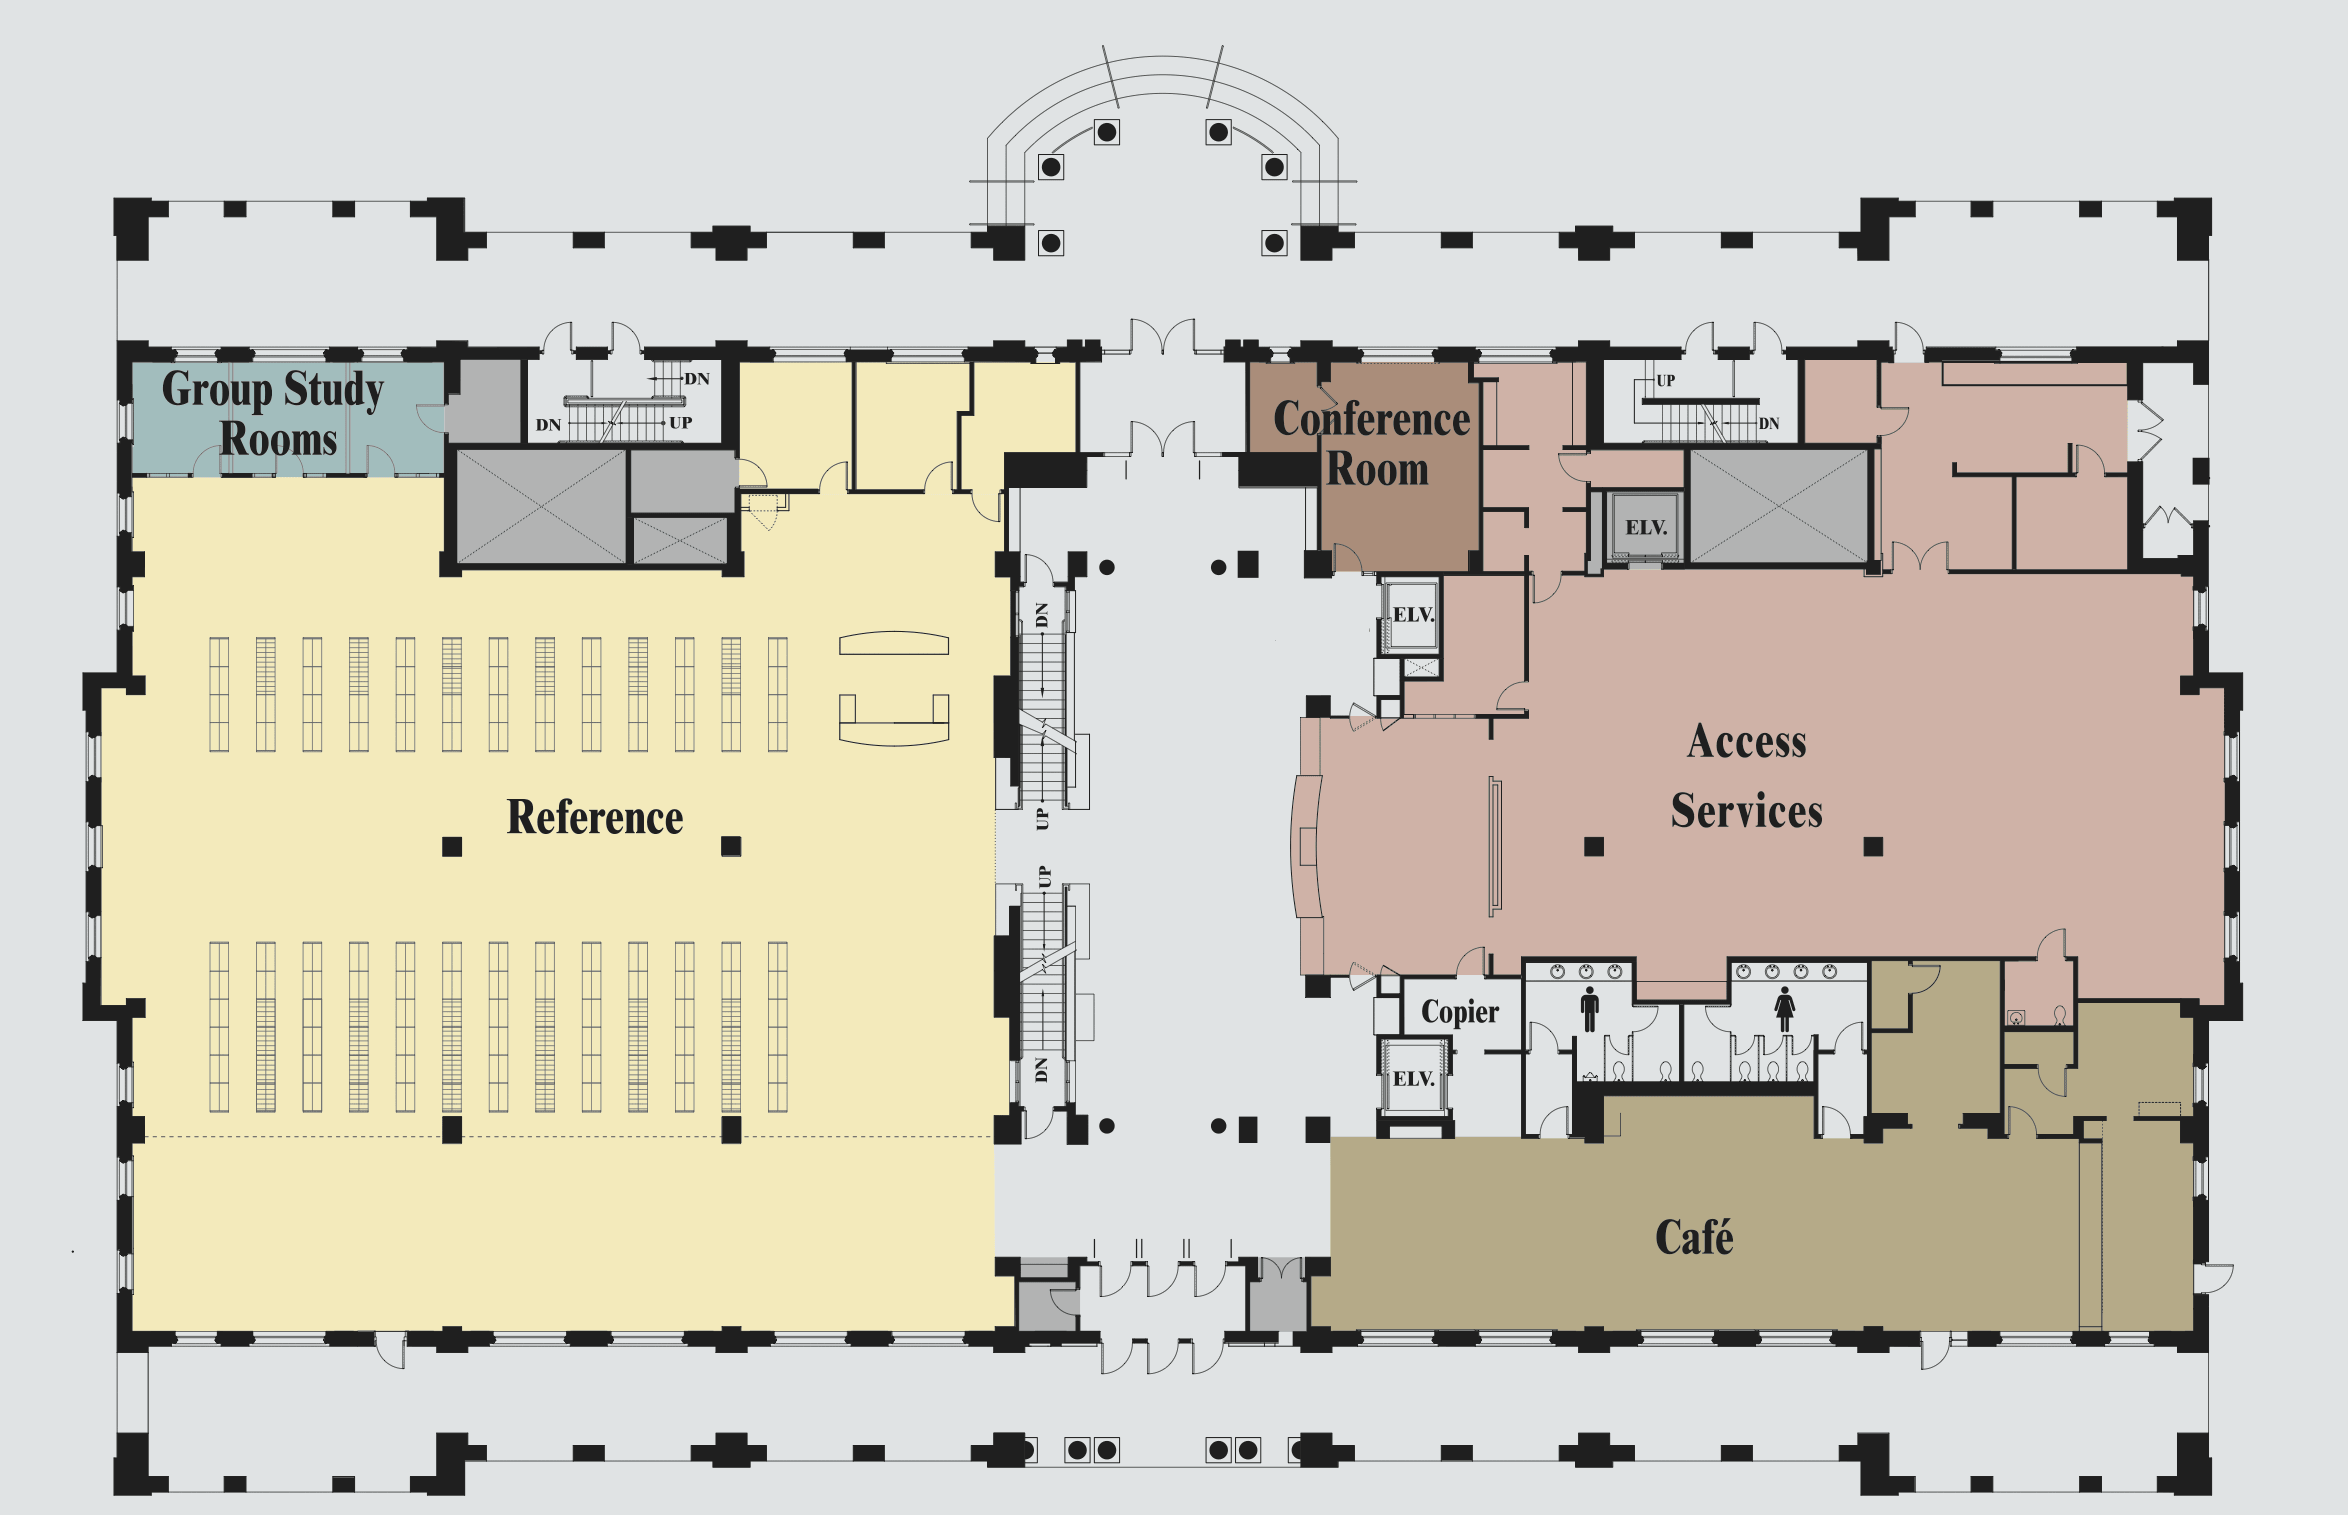 Group Study
Rooms
DN
DN
UP
Conference
Room
UP
DN
ELV.
DN
ELV.
Access
Services
Reference
UP
UP
Copier
DN
ELV.
Café